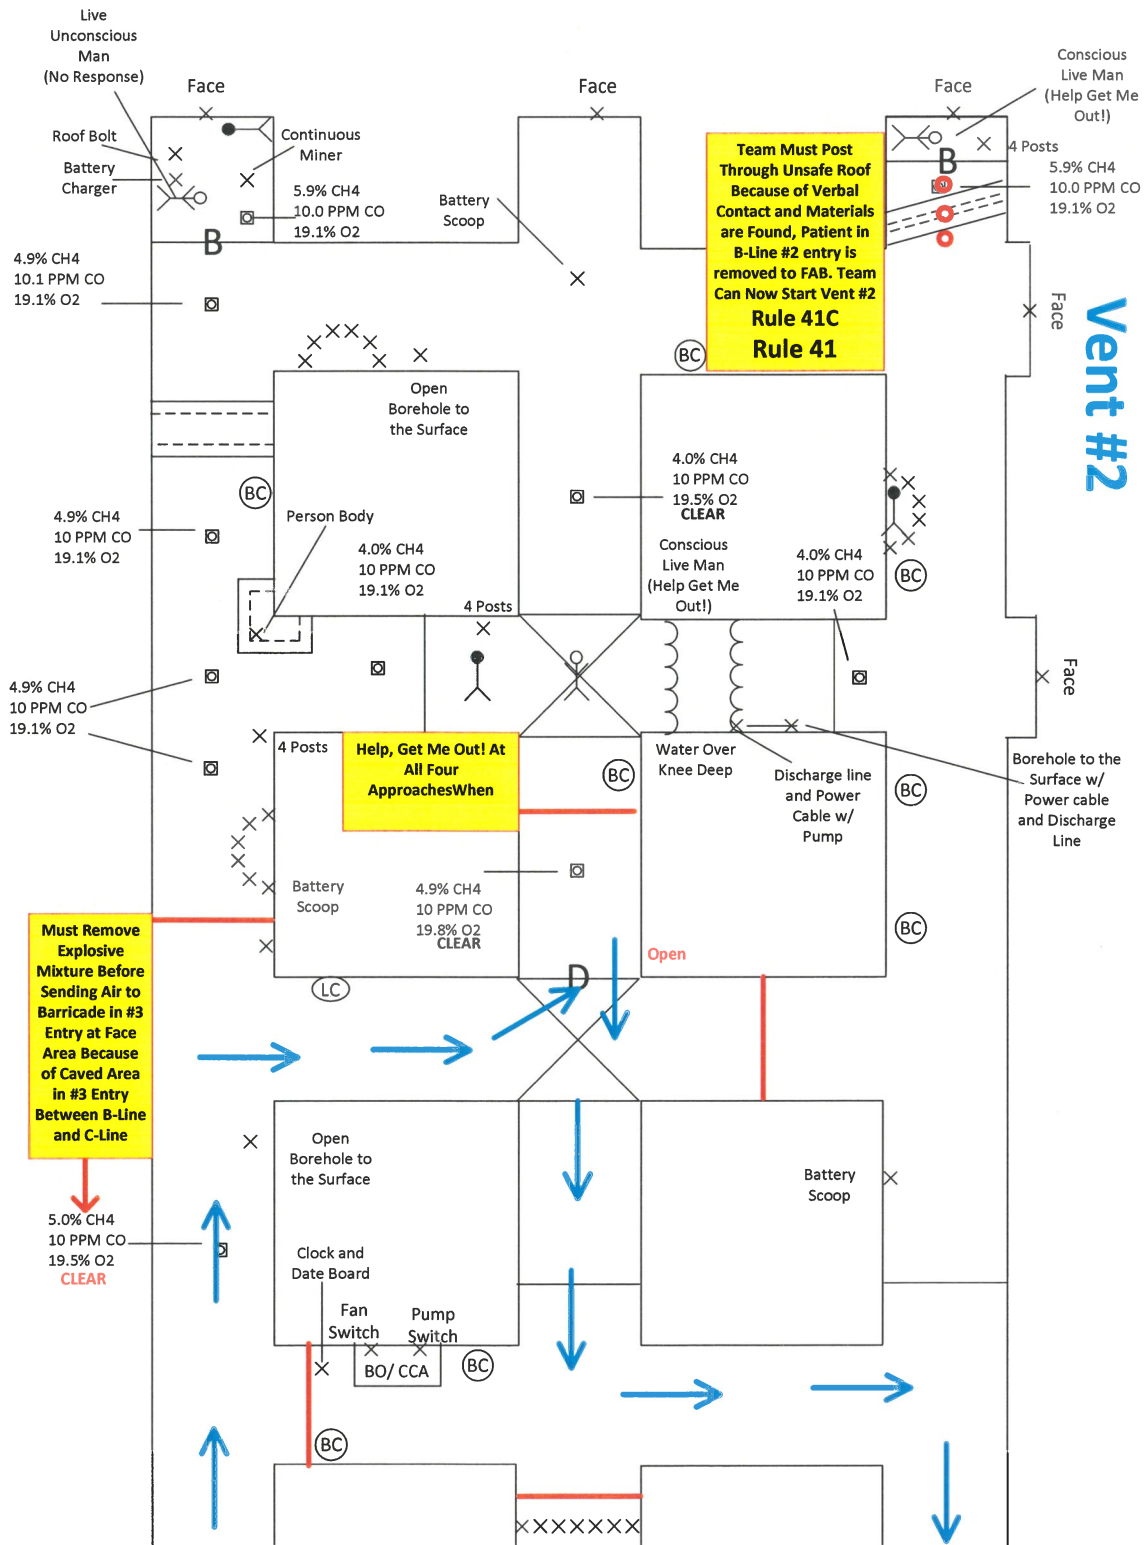 Live
Unconscious
Man
(No Response)
Face
Face
Face
Conscious
Live Man
(Help Get Me
Out!)
Roof Bolt
Battery
Charger
Continuous
Miner
5.9% CH4
10.0 PPM CO
19.1% O2
B
Battery
Scoop
Team Must Post
Through Unsafe Roof
Because of Verbal
Contact and Materials
are Found, Patient in
B-Line #2 entry is
removed to FAB. Team
Can Now Start Vent #2
Rule 41C
Rule 41
B
4 Posts
5.9% CH4
10.0 PPM CO
19.1% O2
4.9% CH4
10.1 PPM CO
19.1% O2
Face
Vent #2
BC
Open
Borehole to
the Surface
BC
4.0% CH4
10 PPM CO
19.5% O2
CLEAR
4.9% CH4
10 PPM CO
19.1% O2
Person Body
4.0% CH4
10 PPM CO
19.1% O2
Conscious
Live Man
(Help Get Me
Out!)
4.0% CH4
10 PPM CO
19.1% O2
BC
4 Posts
4.9% CH4
10 PPM CO
19.1% O2
Face
4 Posts
Help, Get Me Out! At
All Four
ApproachesWhen
BC
Water Over
Knee Deep
Discharge line
and Power
Cable w/
Pump
BC
Borehole to the
Surface w/
Power cable
and Discharge
Line
Battery
Scoop
4.9% CH4
10 PPM CO
19.8% O2
CLEAR
BC
Must Remove
Explosive
Mixture Before
Sending Air to
Barricade in #3
Entry at Face
Area Because
of Caved Area
in #3 Entry
Between B-Line
and C-Line
Open
LC
D
Open
Borehole to
the Surface
Battery
Scoop
5.0% CH4
10 PPM CO
19.5% O2
CLEAR
Clock and
Date Board
Fan
Switch
Pump
Switch
BO/ CCA
BC
BC